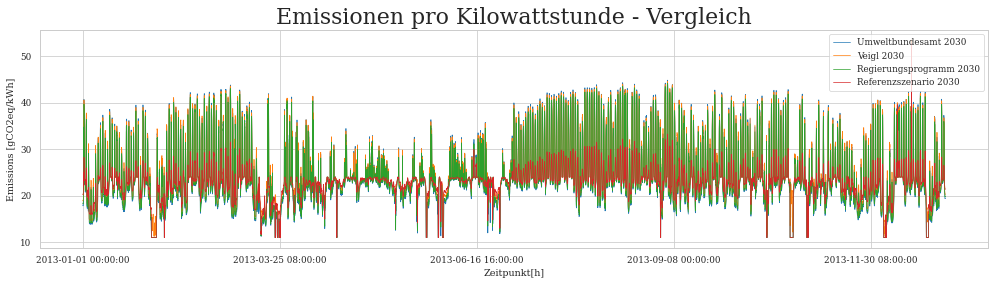 Emissionen pro Kilowattstunde - Vergleich
Umweltbundesamt 2030
Veigl 2030
Regierungsprogramm 2030
Referenzszenario 2030
Emissions [gCO2eq/kWh]
50
40
30
20
10
2013-01-01 00:00:00
2013-03-25 08:00:00
2013-06-16 16:00:00
2013-09-08 00:00:00
2013-11-30 08:00:00
Zeitpunkt[h]